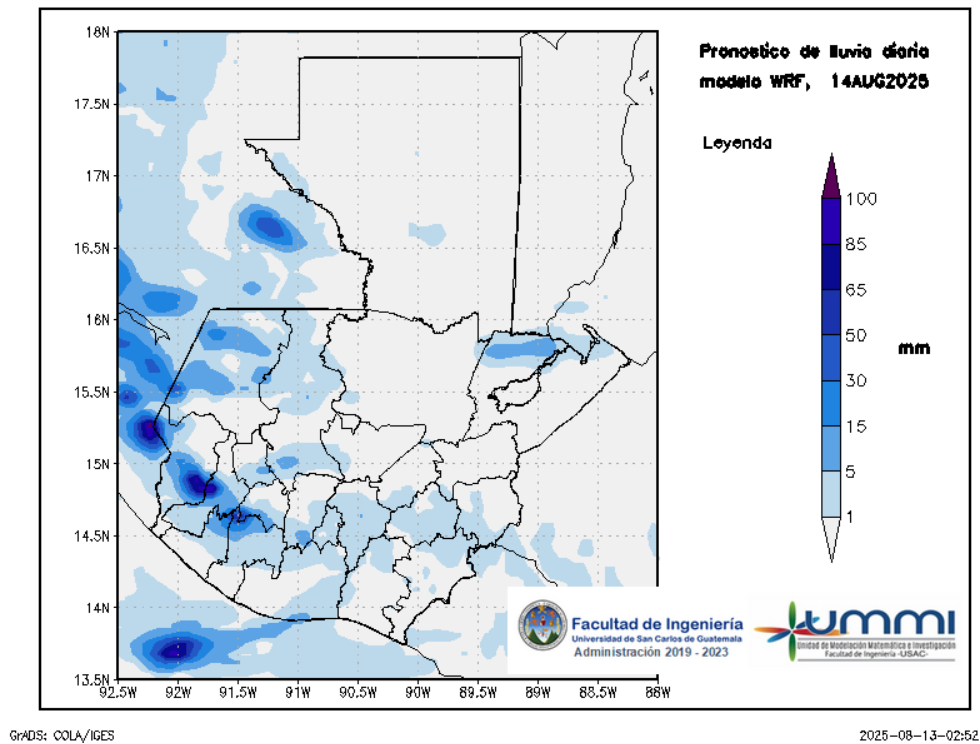 Pronostico de lluvia diaria
modelo WRF, 14AUG2025
Leyenda
100
85
65
50
30
15
5
1
mm
18N
17.5N
17N
16.5N
16N
15.5N
15N
14.5N
14N
13.5N
92.5W
92W
91.5W
91W
90.5W
90W
89.5W
89W
88.5W
88W
Facultad de Ingeniería
Universidad de San Carlos de Guatemala
Administración 2019 - 2023
ummi
Unidad de Modelación Matemática e Investigación
Facultad de Ingeniería -USAC-
GrADS: COLA/IGES
2025-08-13-02:52